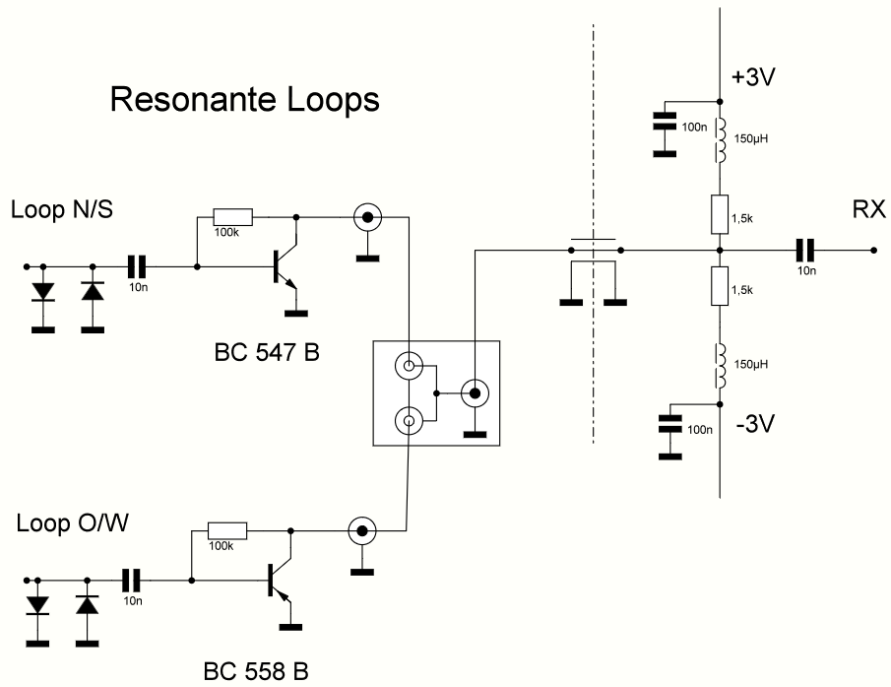 Resonante Loops
+3V
100n
150µH
Loop N/S
100k
1,5k
RX
10n
10n
1,5k
BC 547 B
150µH
100n
-3V
Loop O/W
100k
10n
BC 558 B